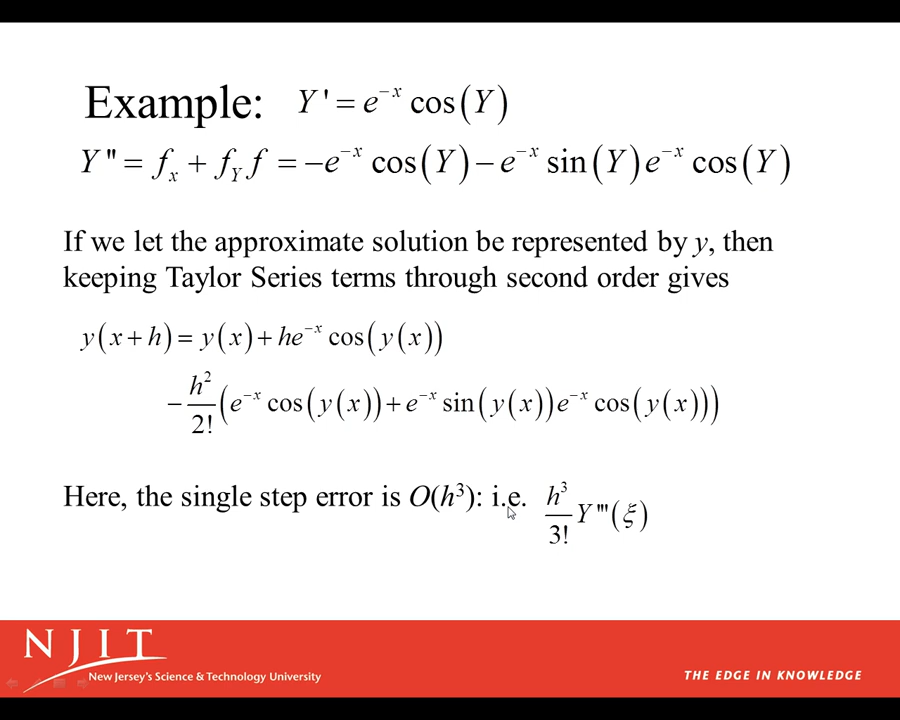 Example: Y' = e^{-x} cos(Y)
Y" = f_x + f_Y f = −e^{-x} cos(Y) − e^{-x} sin(Y) e^{-x} cos(Y)
If we let the approximate solution be represented by y, then
keeping Taylor Series terms through second order gives
y(x + h) = y(x) + he^{-x} cos(y(x))
− \frac{h^2}{2!} (e^{-x} cos(y(x)) + e^{-x} sin(y(x)) e^{-x} cos(y(x)))
Here, the single step error is O(h^3): i.e. \frac{h^3}{3!} Y'''(ξ)
NJIT
New Jersey's Science & Technology University
THE EDGE IN KNOWLEDGE